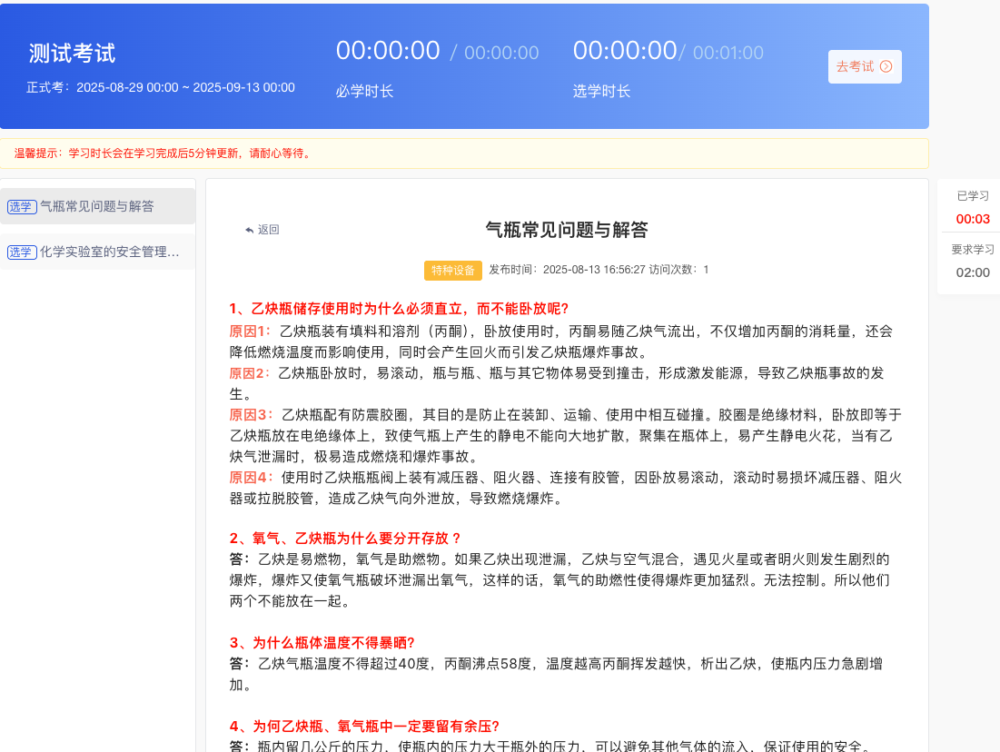 测试考试
正式考：2025-08-29 00:00 ~ 2025-09-13 00:00
00:00:00 / 00:00:00
必学时长
00:00:00/ 00:01:00
选学时长
去考试
温馨提示：学习时长会在学习完成后5分钟更新，请耐心等待。
选学 气瓶常见问题与解答
选学 化学实验室的安全管理...
已学习
00:03
要求学习
02:00
返回
气瓶常见问题与解答
特种设备 发布时间：2025-08-13 16:56:27 访问次数：1
1、乙炔瓶储存使用时为什么必须直立，而不能卧放呢?
原因1：乙炔瓶装有填料和溶剂（丙酮），卧放使用时，丙酮易随乙炔气流出，不仅增加丙酮的消耗量，还会
降低燃烧温度而影响使用，同时会产生回火而引发乙炔瓶爆炸事故。
原因2：乙炔瓶卧放时，易滚动，瓶与瓶、瓶与其它物体易受到撞击，形成激发能源，导致乙炔瓶事故的发
生。
原因3：乙炔瓶配有防震胶圈，其目的是防止在装卸、运输、使用中相互碰撞。胶圈是绝缘材料，卧放即等于
乙炔瓶放在电绝缘体上，致使气瓶上产生的静电不能向大地扩散，聚集在瓶体上，易产生静电火花，当有乙
炔气泄漏时，极易造成燃烧和爆炸事故。
原因4：使用时乙炔瓶瓶阀上装有减压器、阻火器、连接有胶管，因卧放易滚动，滚动时易损坏减压器、阻火
器或拉脱胶管，造成乙炔气向外泄放，导致燃烧爆炸。
2、氧气、乙炔瓶为什么要分开存放？
答：乙炔是易燃物，氧气是助燃物。如果乙炔出现泄漏，乙炔与空气混合，遇见火星或者明火则发生剧烈的
爆炸，爆炸又使氧气瓶破坏泄漏出氧气，这样的话，氧气的助燃性使得爆炸更加猛烈。无法控制。所以他们
两个不能放在一起。
3、为什么瓶体温度不得暴晒?
答：乙炔气瓶温度不得超过40度，丙酮沸点58度，温度越高丙酮挥发越快，析出乙炔，使瓶内压力急剧增
加。
4、为何乙炔瓶、氧气瓶中一定要留有余压?
答：瓶内留几公斤的压力，使瓶内的压力大于瓶外的压力，可以避免其他气体的流入，保证使用的安全。